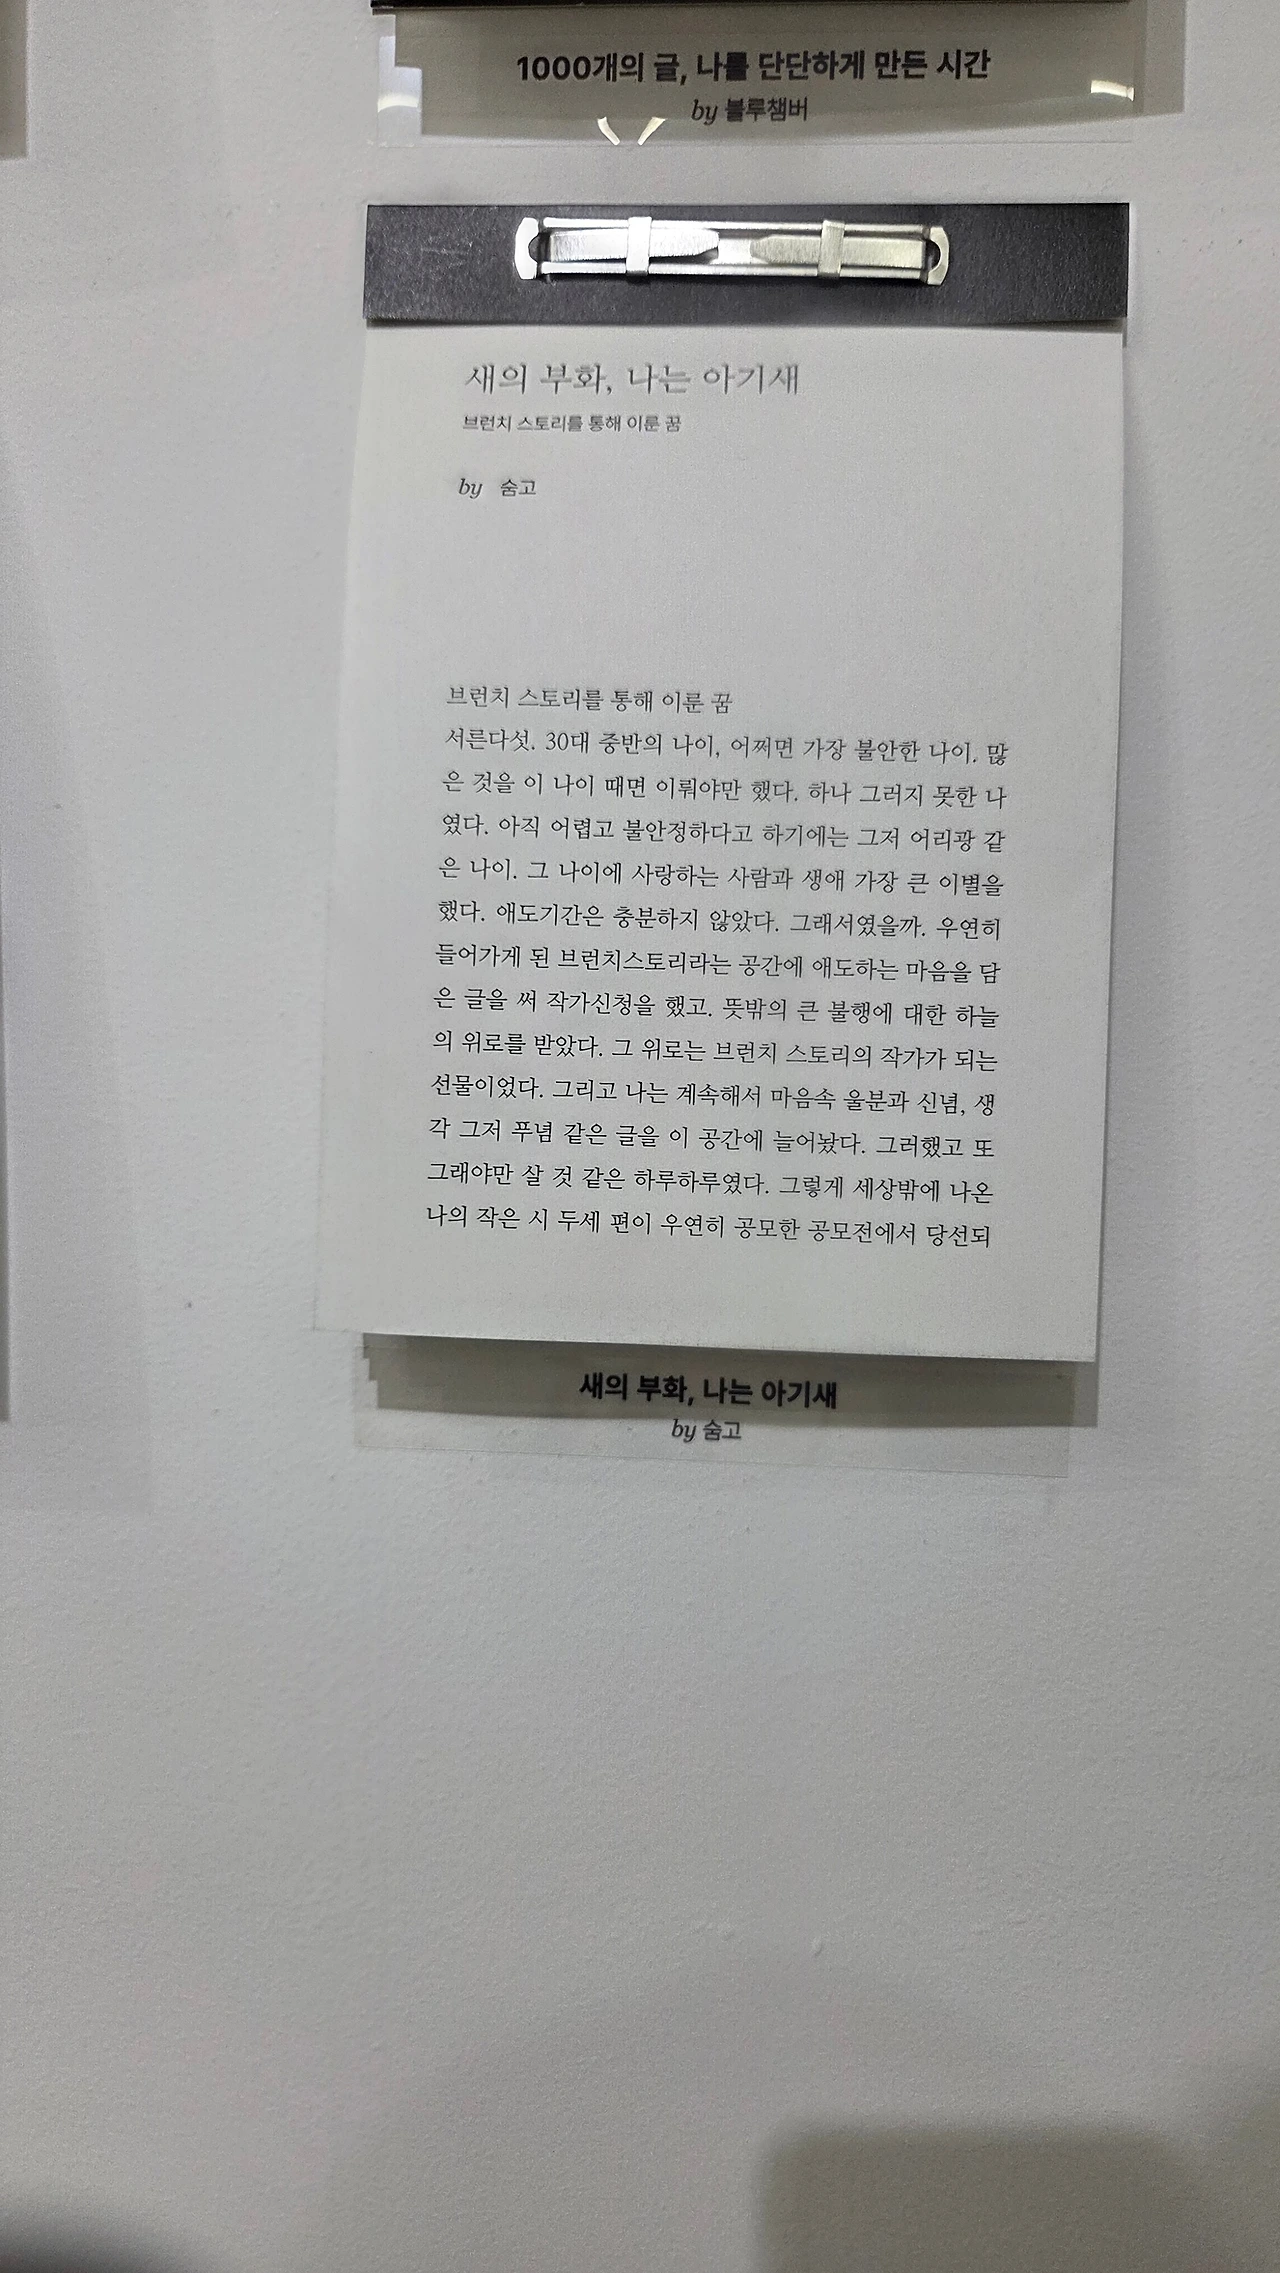 1000개의 글, 나를 단단하게 만든 시간
by 블루챔버
새의 부화, 나는 아기새
브런치 스토리를 통해 이룬 꿈
by 숨고
브런치 스토리를 통해 이룬 꿈
서른다섯. 30대 중반의 나이, 어쩌면 가장 불안한 나이. 많
은 것을 이 나이 때면 이뤄야만 했다. 하나 그러지 못한 나
였다. 아직 어렵고 불안정하다고 하기에는 그저 어리광 같
은 나이. 그 나이에 사랑하는 사람과 생애 가장 큰 이별을
했다. 애도기간은 충분하지 않았다. 그래서였을까. 우연히
들어가게 된 브런치스토리라는 공간에 애도하는 마음을 담
은 글을 써 작가신청을 했고. 뜻밖의 큰 불행에 대한 하늘
의 위로를 받았다. 그 위로는 브런치 스토리의 작가가 되는
선물이었다. 그리고 나는 계속해서 마음속 울분과 신념, 생
각 그저 푸념 같은 글을 이 공간에 늘어놨다. 그러했고 또
그래야만 살 것 같은 하루하루였다. 그렇게 세상밖에 나온
나의 작은 시 두세 편이 우연히 공모한 공모전에서 당선되
새의 부화, 나는 아기새
by 숨고